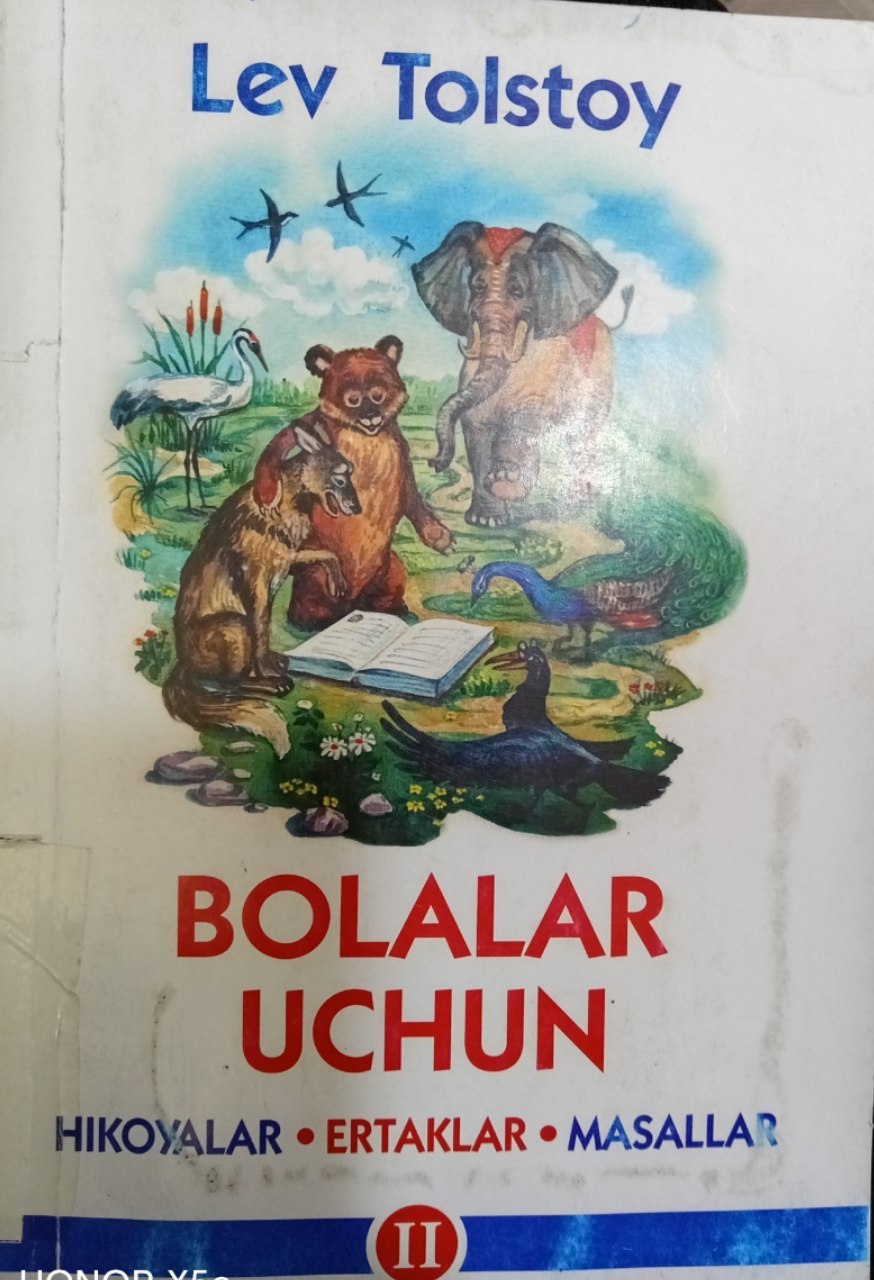 Lev Tolstoy
BOLALAR
UCHUN
HIKOYALAR • ERTAKLAR • MASALLAR
II